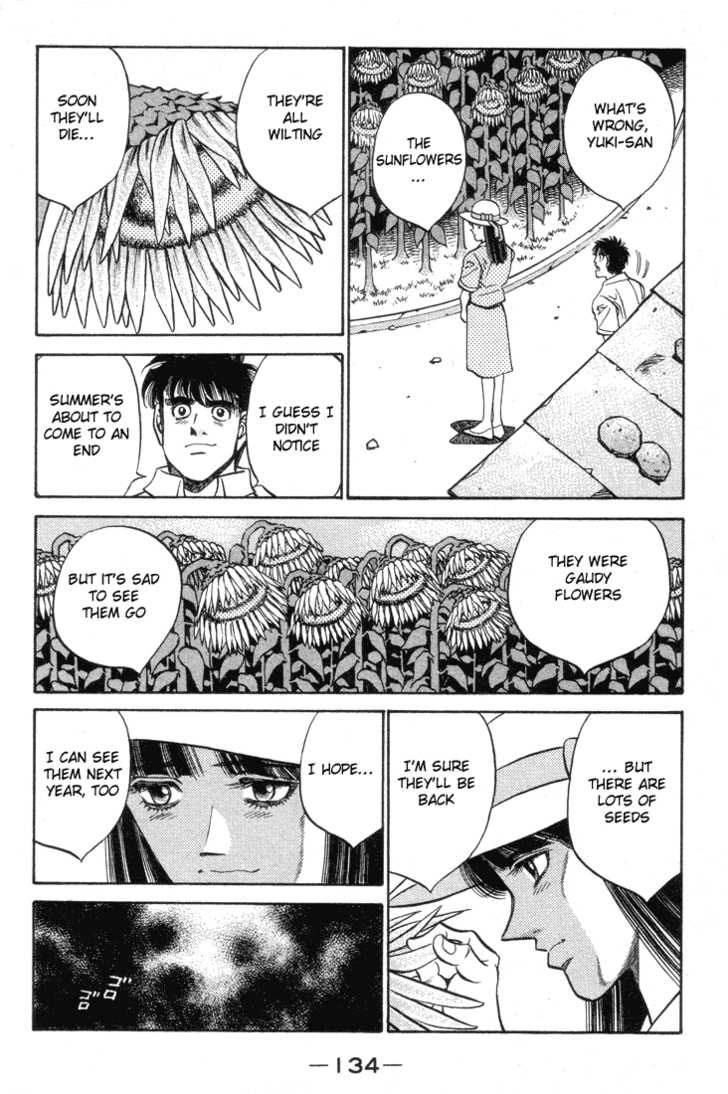 WHAT'S
WRONG,
YUKI-SAN
THE
SUNFLOWERS
...
THEY'RE
ALL
WILTING
SOON
THEY'LL
DIE...
I GUESS I
DIDN'T
NOTICE
SUMMER'S
ABOUT TO
COME TO AN
END
THEY WERE
GAUDY
FLOWERS
BUT IT'S SAD
TO SEE
THEM GO
... BUT
THERE ARE
LOTS OF
SEEDS
I'M SURE
THEY'LL BE
BACK
I HOPE...
I CAN SEE
THEM NEXT
YEAR, TOO
ゴロ
ゴロ
—134—